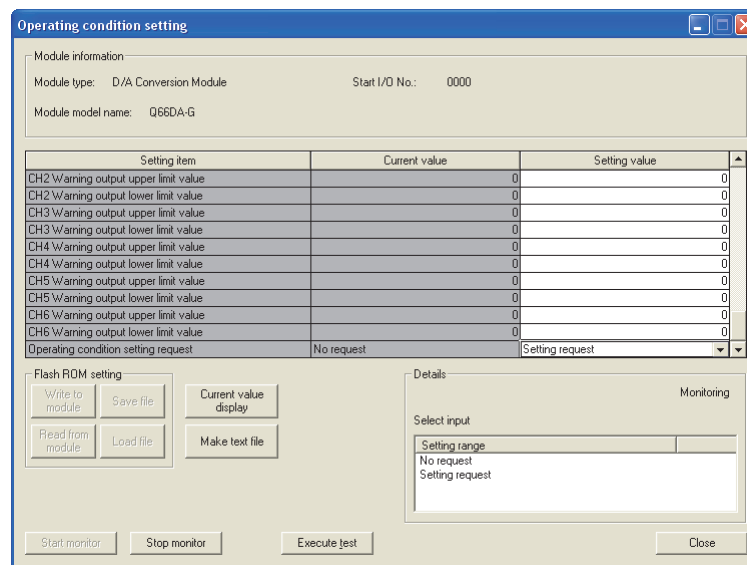 Operating condition setting
Module information
Module type: D/A Conversion Module Start I/O No.: 0000
Module model name: Q66DA-G
Setting item Current value Setting value
CH2 Warning output upper limit value 0 0
CH2 Warning output lower limit value 0 0
CH3 Warning output upper limit value 0 0
CH3 Warning output lower limit value 0 0
CH4 Warning output upper limit value 0 0
CH4 Warning output lower limit value 0 0
CH5 Warning output upper limit value 0 0
CH5 Warning output lower limit value 0 0
CH6 Warning output upper limit value 0 0
CH6 Warning output lower limit value 0 0
Operating condition setting request No request Setting request
Flash ROM setting
Write to
module
Save file
Read from
module
Load file
Current value
display
Make text file
Details
Monitoring
Select input
Setting range
No request
Setting request
Start monitor Stop monitor Execute test Close